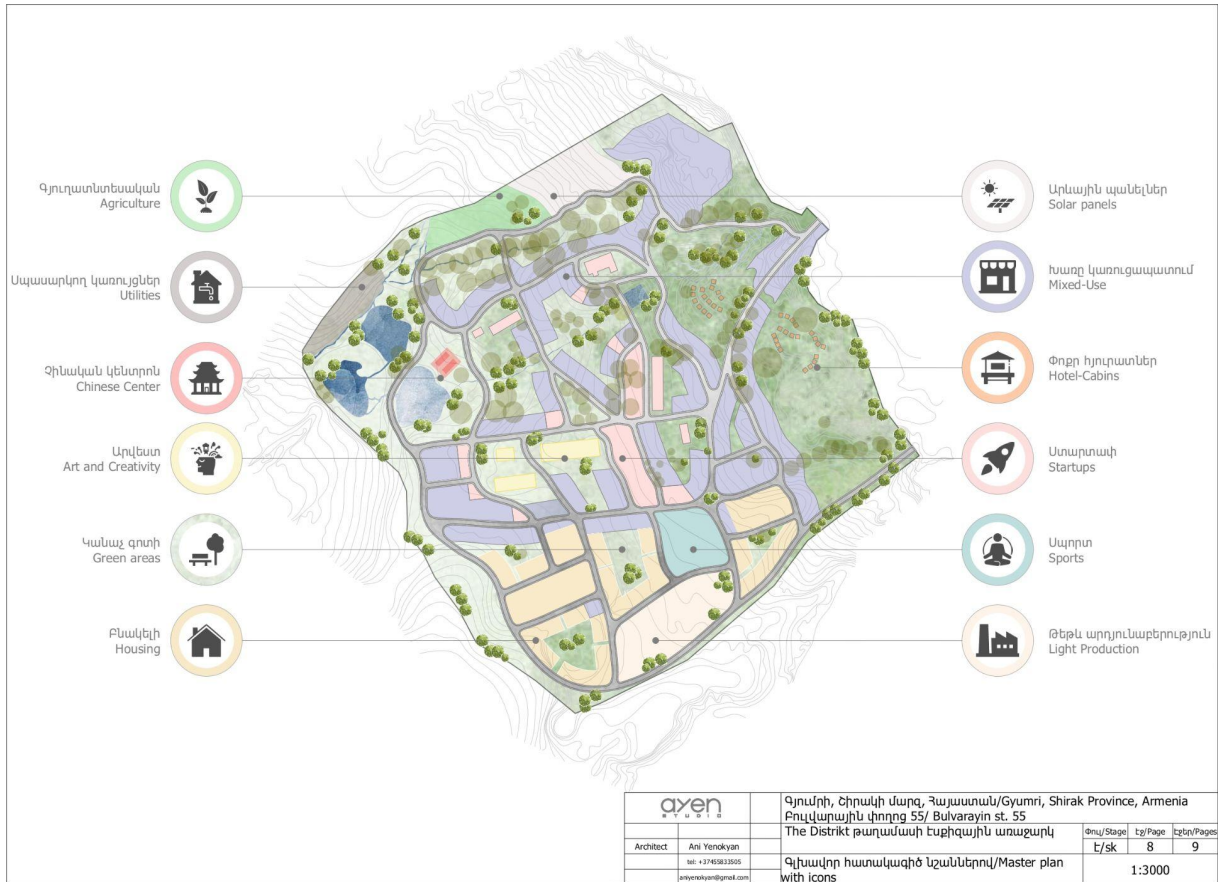 Գյուղատնտեսական
Agriculture
Սպասարկող կառույցներ
Utilities
Չինական կենտրոն
Chinese Center
Արվեստ
Art and Creativity
Կանաչ գոտի
Green areas
Բնակելի
Housing
Արևային պանելներ
Solar panels
Խառը կառուցապատում
Mixed-Use
Փոքր հյուրատներ
Hotel-Cabins
Ստարտափ
Startups
Սպորտ
Sports
Թեթև արդյունաբերություն
Light Production
ayen
STUDIO
Architect Ani Yenokyan
tel: +37455833505
aniyenokyan@gmail.com
Գյումրի, Շիրակի մարզ, Հայաստան/Gyumri, Shirak Province, Armenia
Բուլվարային փողոց 55/ Bulvarayin st. 55
The Distrikt թաղամասի էսքիզային առաջարկ
Գլխավոր հատակագիծ նշաններով/Master plan
with icons
Փուլ/Stage Էջ/Page Էջեր/Pages
Է/sk 8 9
1:3000